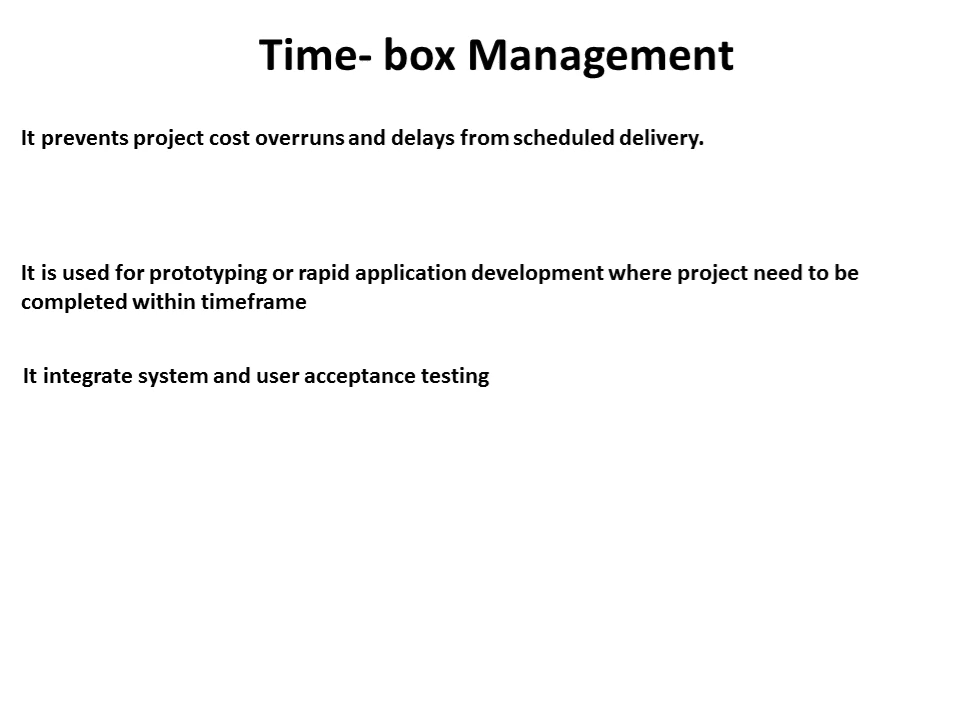 Time- box Management
It prevents project cost overruns and delays from scheduled delivery.
It is used for prototyping or rapid application development where project need to be
completed within timeframe
It integrate system and user acceptance testing